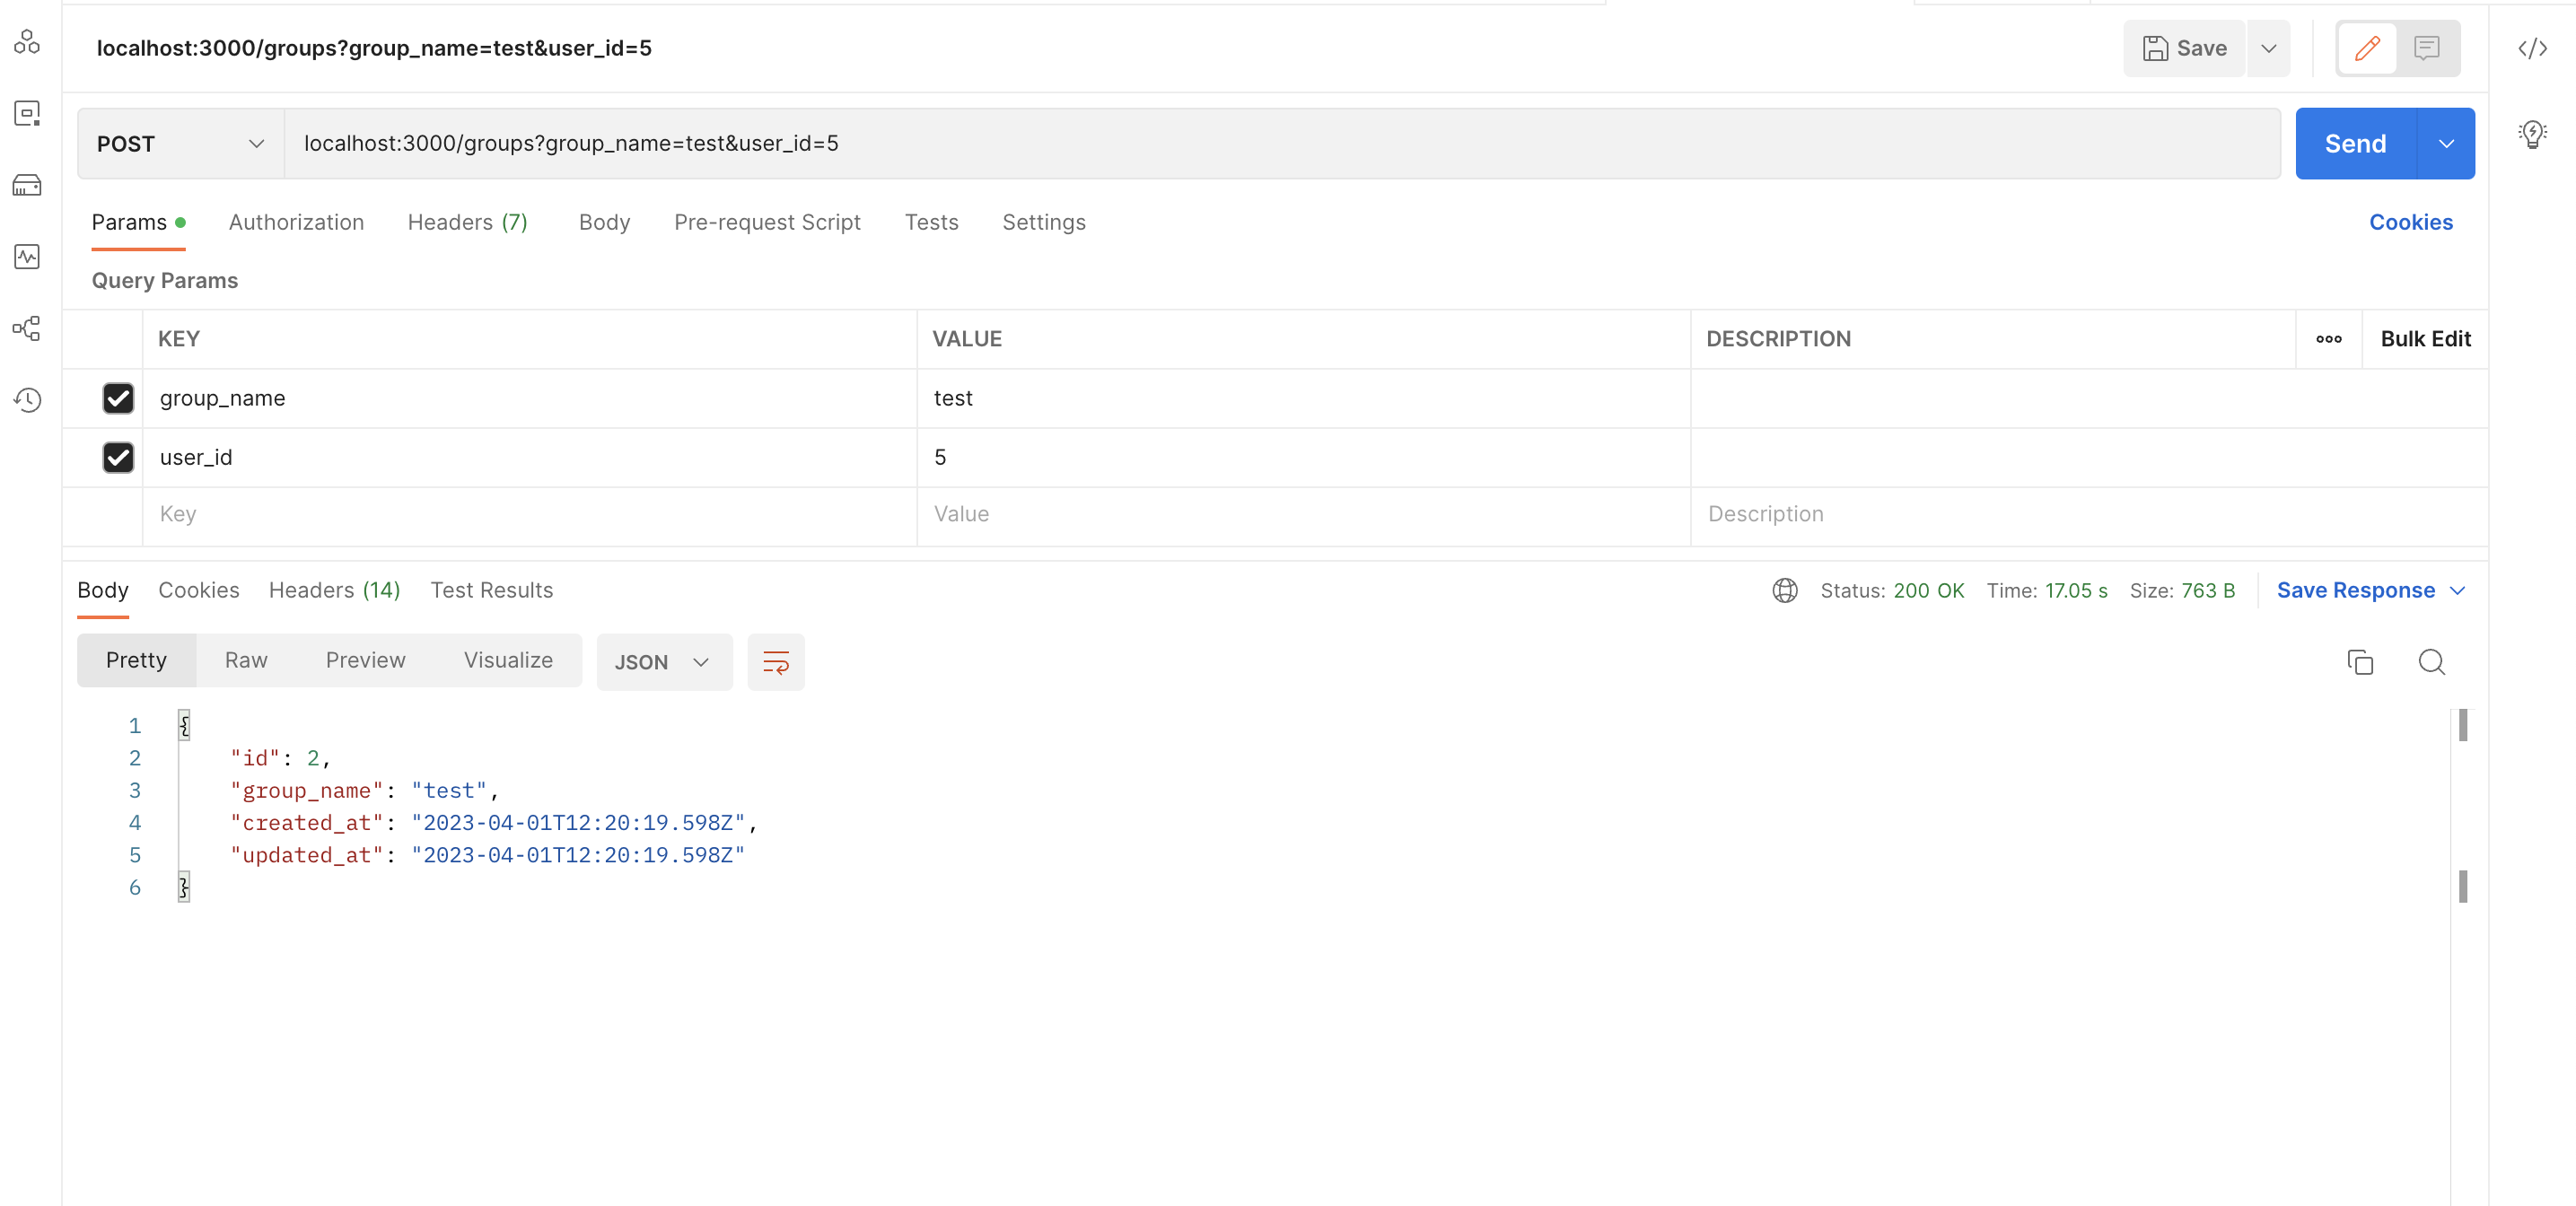 localhost:3000/groups?group_name=test&user_id=5
Save
POST
localhost:3000/groups?group_name=test&user_id=5
Send
Params
Authorization
Headers (7)
Body
Pre-request Script
Tests
Settings
Cookies
Query Params
KEY
VALUE
DESCRIPTION
Bulk Edit
group_name
test
user_id
5
Key
Value
Description
Body
Cookies
Headers (14)
Test Results
Status: 200 OK
Time: 17.05 s
Size: 763 B
Save Response
Pretty
Raw
Preview
Visualize
JSON
1 {
2 "id": 2,
3 "group_name": "test",
4 "created_at": "2023-04-01T12:20:19.598Z",
5 "updated_at": "2023-04-01T12:20:19.598Z"
6 }